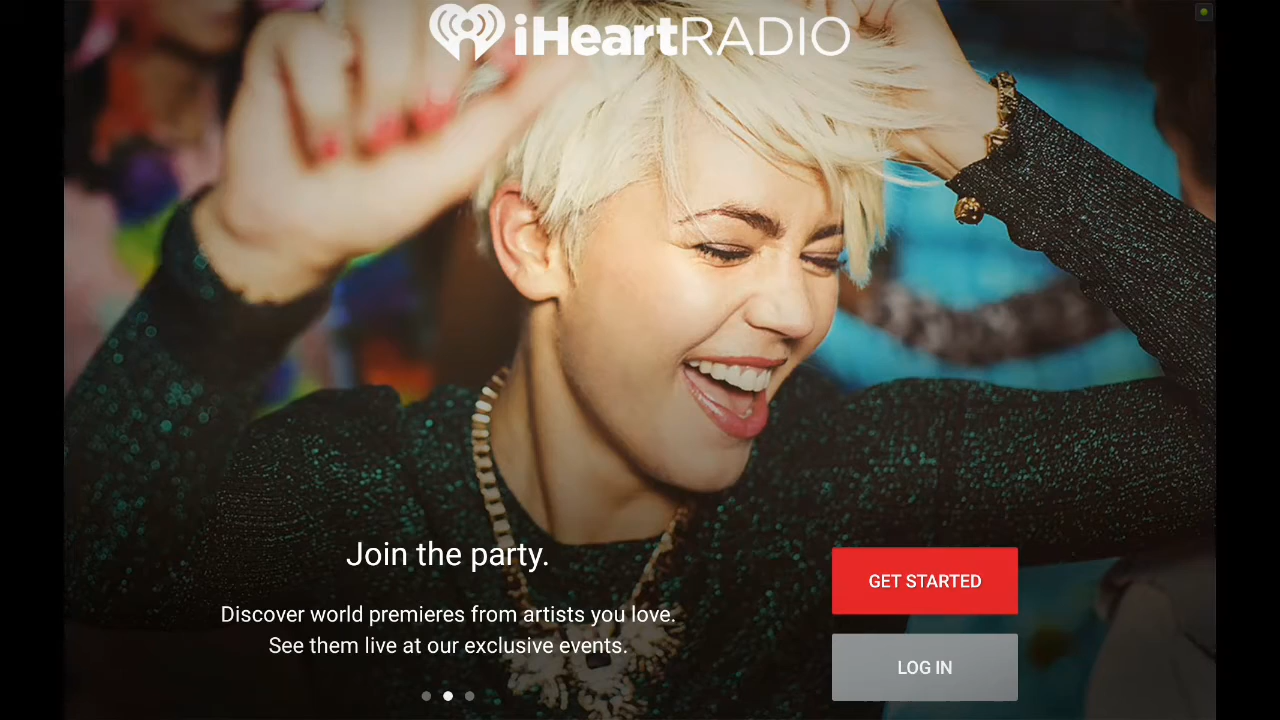 iHeartRADIO
Join the party.
Discover world premieres from artists you love.
See them live at our exclusive events.
GET STARTED
LOG IN